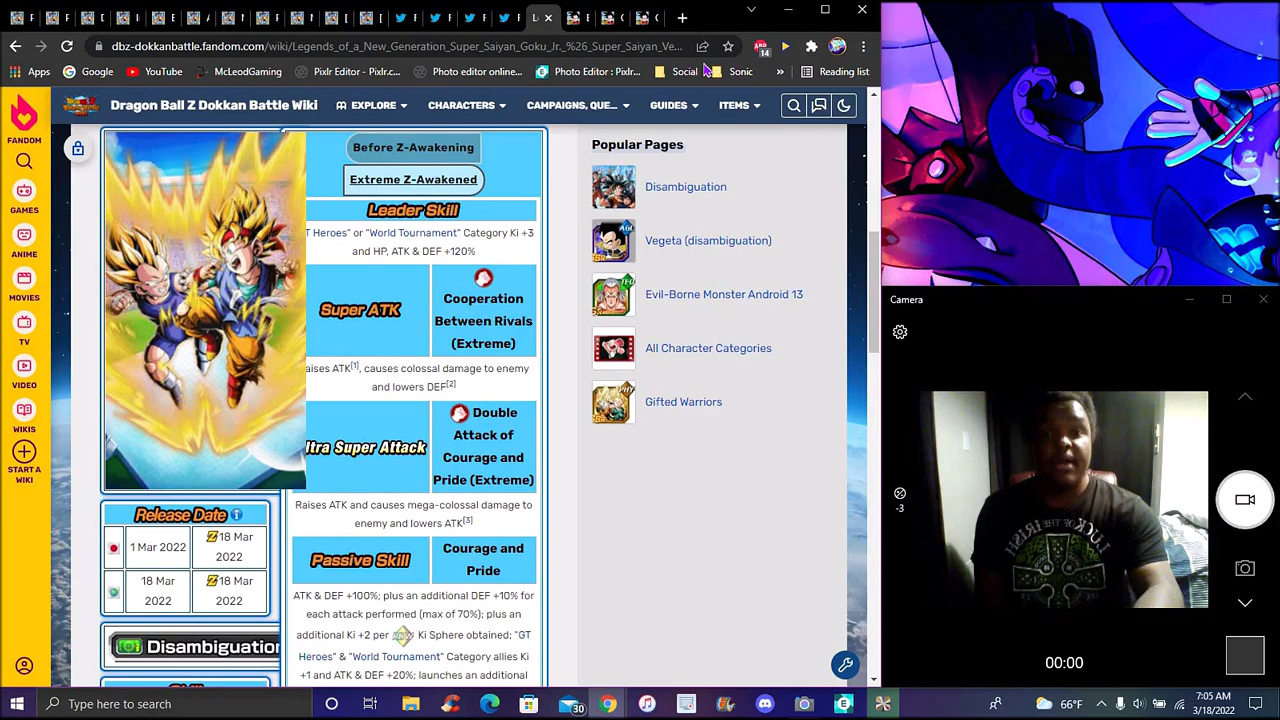 Le
dbz-dokkanbattle.fandom.com/wiki/Legends_of_a_New_Generation_Super_Saiyan_Goku_Jr._%26_Super_Saiyan_Ve...
14
Apps
Google
YouTube
McLeodGaming
Pixlr Editor - Pixlr.c...
Photo editor online...
Photo Editor : Pixlr...
Social
Sonic
»
Reading list
Dragon Ball Z Dokkan Battle Wiki
EXPLORE
CHARACTERS
CAMPAIGNS, QUE...
GUIDES
ITEMS
FANDOM
GAMES
ANIME
MOVIES
TV
VIDEO
WIKIS
START A
WIKI
Before Z-Awakening
Extreme Z-Awakened
Leader Skill
T Heroes" or "World Tournament" Category Ki +3
and HP, ATK & DEF +120%
Super ATK
Cooperation
Between Rivals
(Extreme)
aises ATK[1], causes colossal damage to enemy
and lowers DEF[2]
ltra Super Attack
Double
Attack of
Courage and
Pride (Extreme)
Raises ATK and causes mega-colossal damage to
enemy and lowers ATK[3]
Passive Skill
Courage and
Pride
ATK & DEF +100%; plus an additional DEF +10% for
each attack performed (max of 70%); plus an
additional Ki +2 per Ki Sphere obtained; "GT
Heroes" & "World Tournament" Category allies Ki
+1 and ATK & DEF +20%; launches an additional
Release Date
1 Mar 2022
Z 18 Mar
2022
18 Mar
2022
Z 18 Mar
2022
Disambiguation
Popular Pages
Disambiguation
Vegeta (disambiguation)
Evil-Borne Monster Android 13
All Character Categories
Gifted Warriors
Camera
-3
LUCK OF THE IRISH
00:00
Type here to search
30
66°F
7:05 AM
3/18/2022